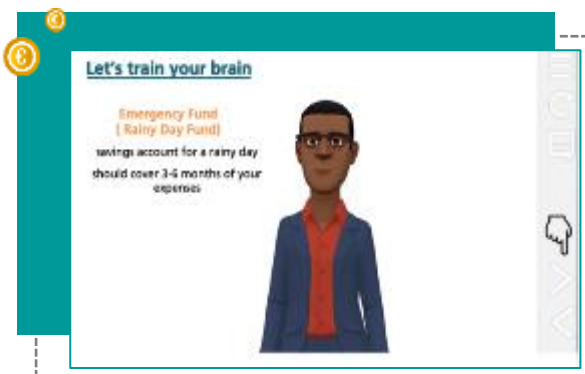 Let's train your brain
Emergency Fund
( Rainy Day Fund)
savings account for a rainy day
should cover 3-6 months of your
expenses